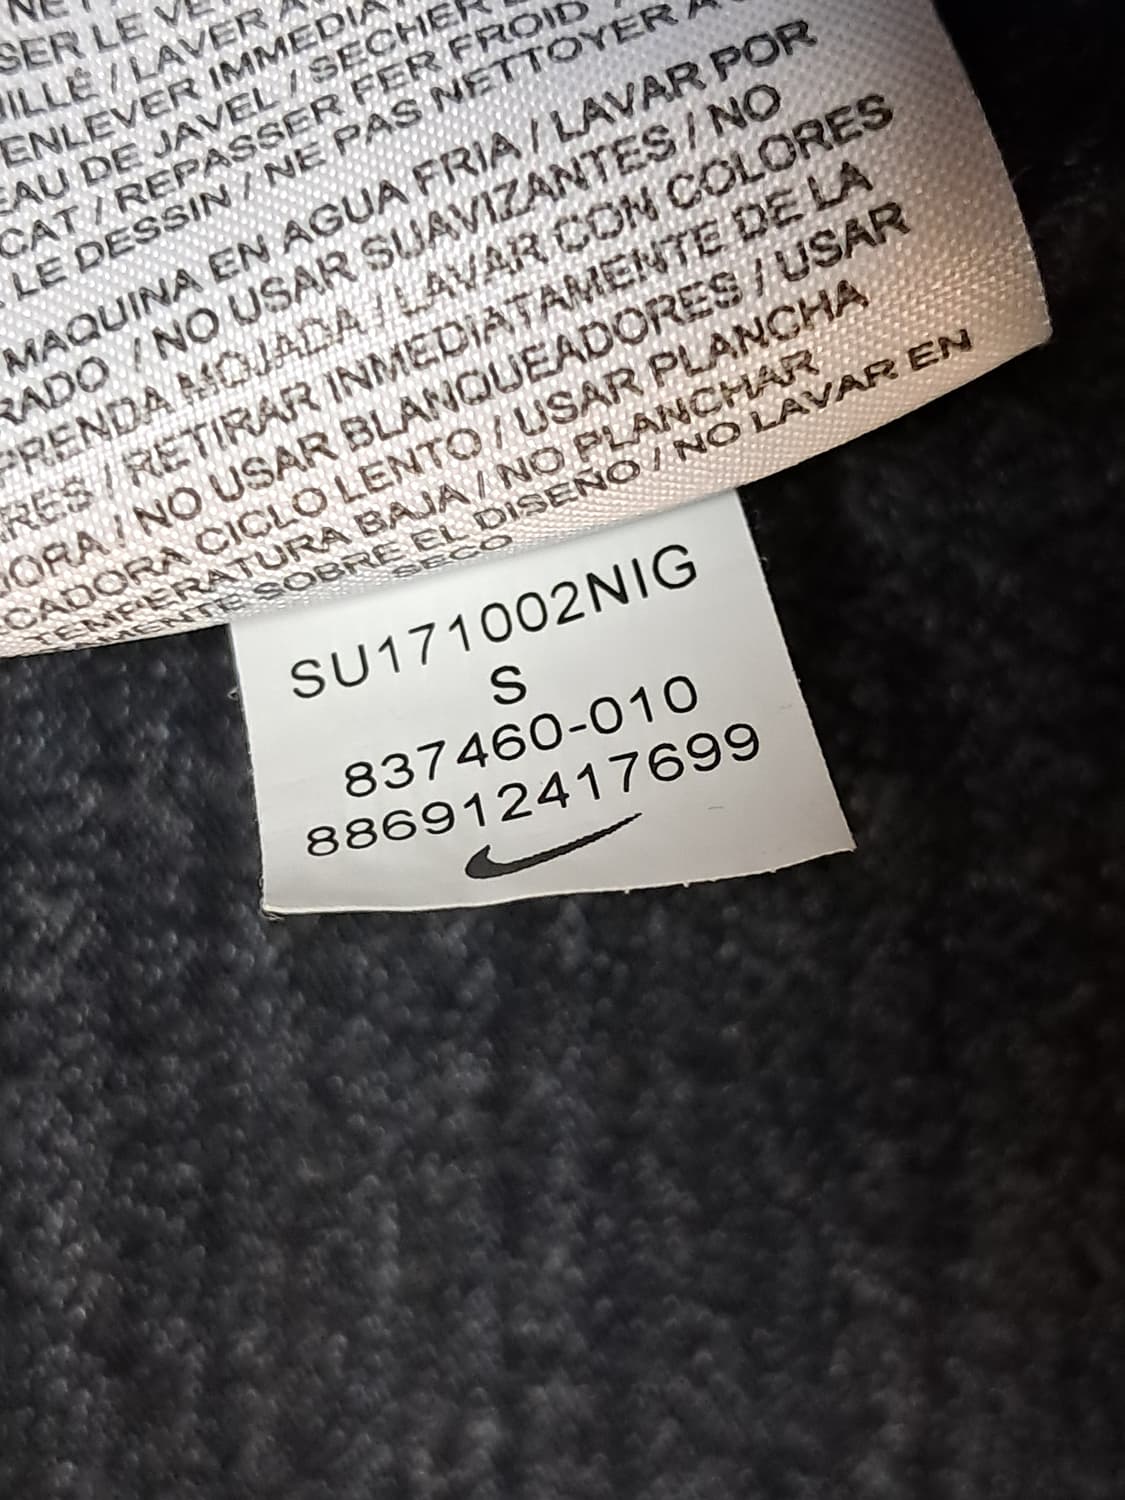 SER LE
ILLÉ / LAVER
ENLEVER IMMEDIA
EAU DE JAVEL / SECHER
CAT / REPASSER FER FROID
LE DESSIN / NE PAS NETTOYER A
MAQUINA EN AGUA FRIA / LAVAR POR
RADO / NO USAR SUAVIZANTES / NO
PRENDA MOJADA / LAVAR CON COLORES
RES / RETIRAR INMEDIATAMENTE DE LA
ORA / NO USAR BLANQUEADORES / USAR
CADORA CICLO LENTO / USAR PLANCHA
TEMPERATURA BAJA / NO PLANCHAR
MENTE SOBRE EL DISEÑO / NO LAVAR EN
SECO
SU171002NIG
S
837460-010
886912417699